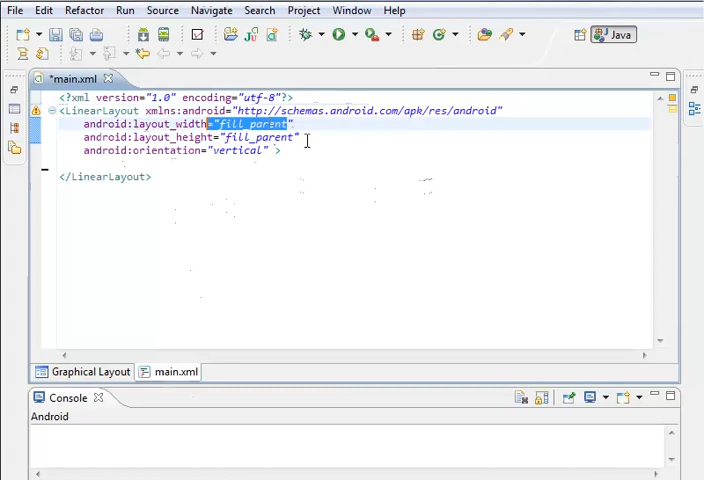 File Edit Refactor Run Source Navigate Search Project Window Help
Java
*main.xml
<?xml version="1.0" encoding="utf-8"?>
<LinearLayout xmlns:android="http://schemas.android.com/apk/res/android"
android:layout_width="fill_parent"
android:layout_height="fill_parent"
android:orientation="vertical" >
</LinearLayout>
Graphical Layout main.xml
Console
Android